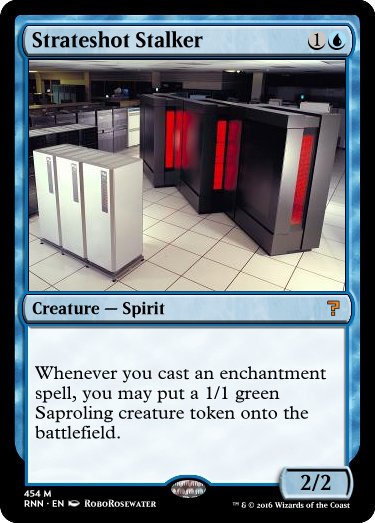 Strateshot Stalker 1
Creature — Spirit
Whenever you cast an enchantment
spell, you may put a 1/1 green
Saproling creature token onto the
battlefield.
2/2
454 M
RNN • EN RoboRosewater
™ & © 2016 Wizards of the Coast